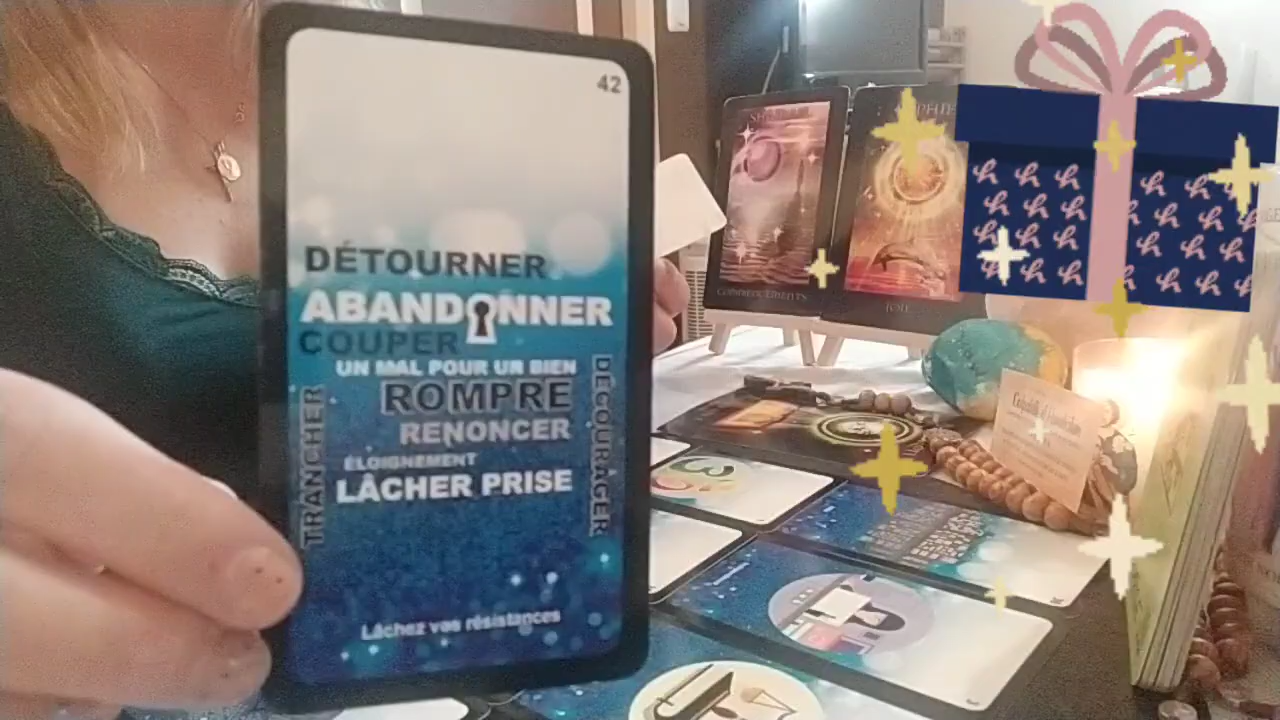 42
DÉTOURNER
ABANDONNER
COUPER
UN MAL POUR UN BIEN
ROMPRE
RENONCER
ÉLOIGNEMENT
LÂCHER PRISE
TRANCHER
DÉCOURAGER
Lâchez vos résistances
JOIE